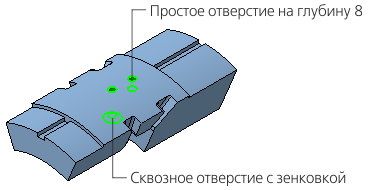 Простое отверстие на глубину 8
Сквозное отверстие с зенковкой